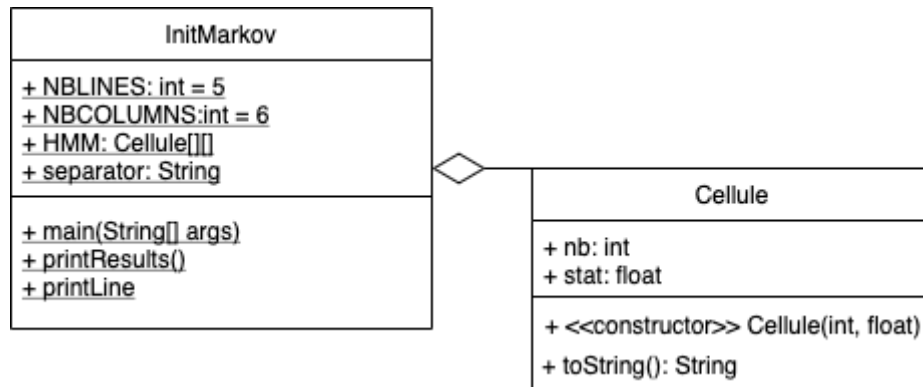 InitMarkov
+ NBLINES: int = 5
+ NBCOLUMNS:int = 6
+ HMM: Cellule[][]
+ separator: String
+ main(String[] args)
+ printResults()
+ printLine
Cellule
+ nb: int
+ stat: float
+ <<constructor>> Cellule(int, float)
+ toString(): String